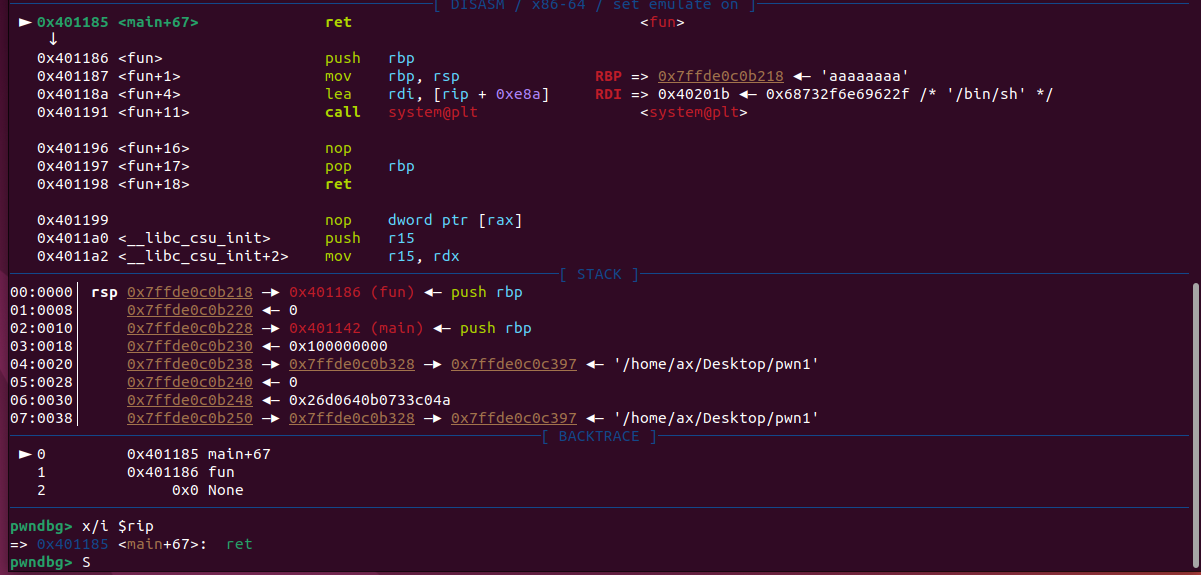 [ DISASM / x86-64 / set emulate on ]
► 0x401185 <main+67> ret <fun>
↓
0x401186 <fun> push rbp
0x401187 <fun+1> mov rbp, rsp RBP => 0x7ffde0c0b218 ◂— 'aaaaaaaa'
0x40118a <fun+4> lea rdi, [rip + 0xe8a] RDI => 0x40201b ◂— 0x68732f6e69622f /* '/bin/sh' */
0x401191 <fun+11> call system@plt <system@plt>
0x401196 <fun+16> nop
0x401197 <fun+17> pop rbp
0x401198 <fun+18> ret
0x401199 nop dword ptr [rax]
0x4011a0 <__libc_csu_init> push r15
0x4011a2 <__libc_csu_init+2> mov r15, rdx
[ STACK ]
00:0000│ rsp 0x7ffde0c0b218 —▸ 0x401186 (fun) ◂— push rbp
01:0008│ 0x7ffde0c0b220 ◂— 0
02:0010│ 0x7ffde0c0b228 —▸ 0x401142 (main) ◂— push rbp
03:0018│ 0x7ffde0c0b230 ◂— 0x100000000
04:0020│ 0x7ffde0c0b238 —▸ 0x7ffde0c0b328 —▸ 0x7ffde0c0c397 ◂— '/home/ax/Desktop/pwn1'
05:0028│ 0x7ffde0c0b240 ◂— 0
06:0030│ 0x7ffde0c0b248 ◂— 0x26d0640b0733c04a
07:0038│ 0x7ffde0c0b250 —▸ 0x7ffde0c0b328 —▸ 0x7ffde0c0c397 ◂— '/home/ax/Desktop/pwn1'
[ BACKTRACE ]
► 0 0x401185 main+67
1 0x401186 fun
2 0x0 None
pwndbg> x/i $rip
=> 0x401185 <main+67>: ret
pwndbg> S